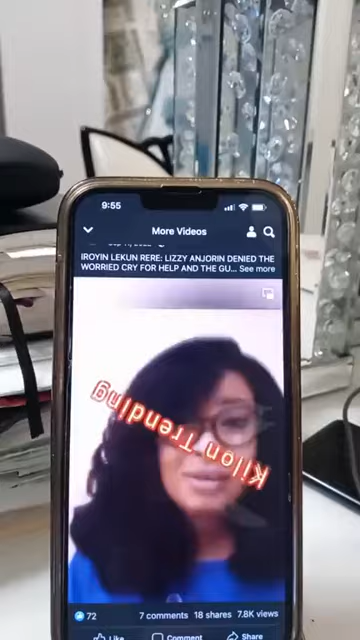 9:55
More Videos
IROYIN LEKUN RERE: LIZZY ANJORIN DENIED THE
WORRIED CRY FOR HELP AND THE GU... See more
Kilon Trending
72
7 comments 18 shares 7.8K views
Like Comment Share